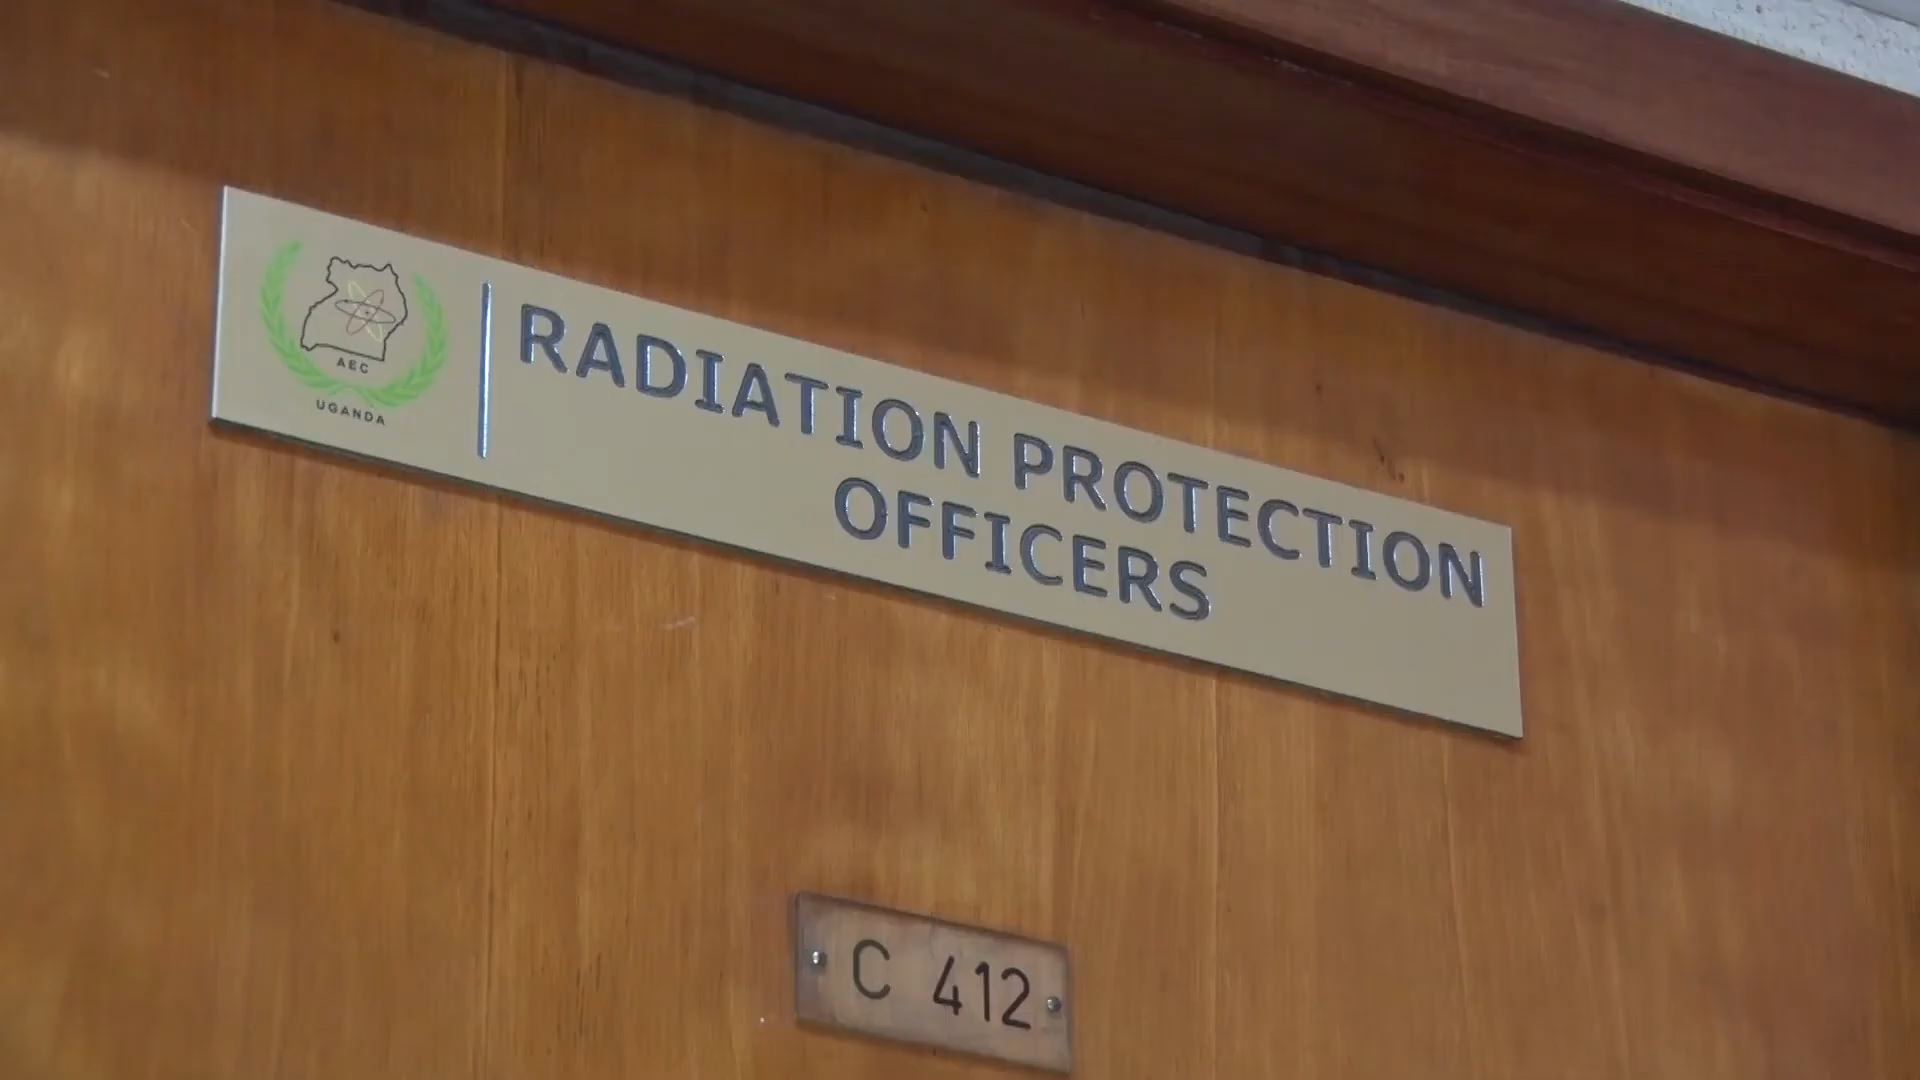 AEC
UGANDA
RADIATION PROTECTION
OFFICERS
C 412